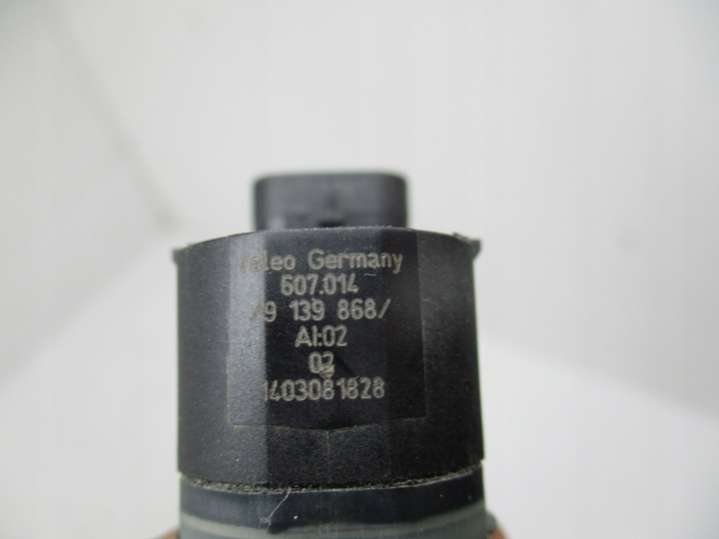 Valeo Germany
607.014
/9 139 868/
AI:02
02
1403081828